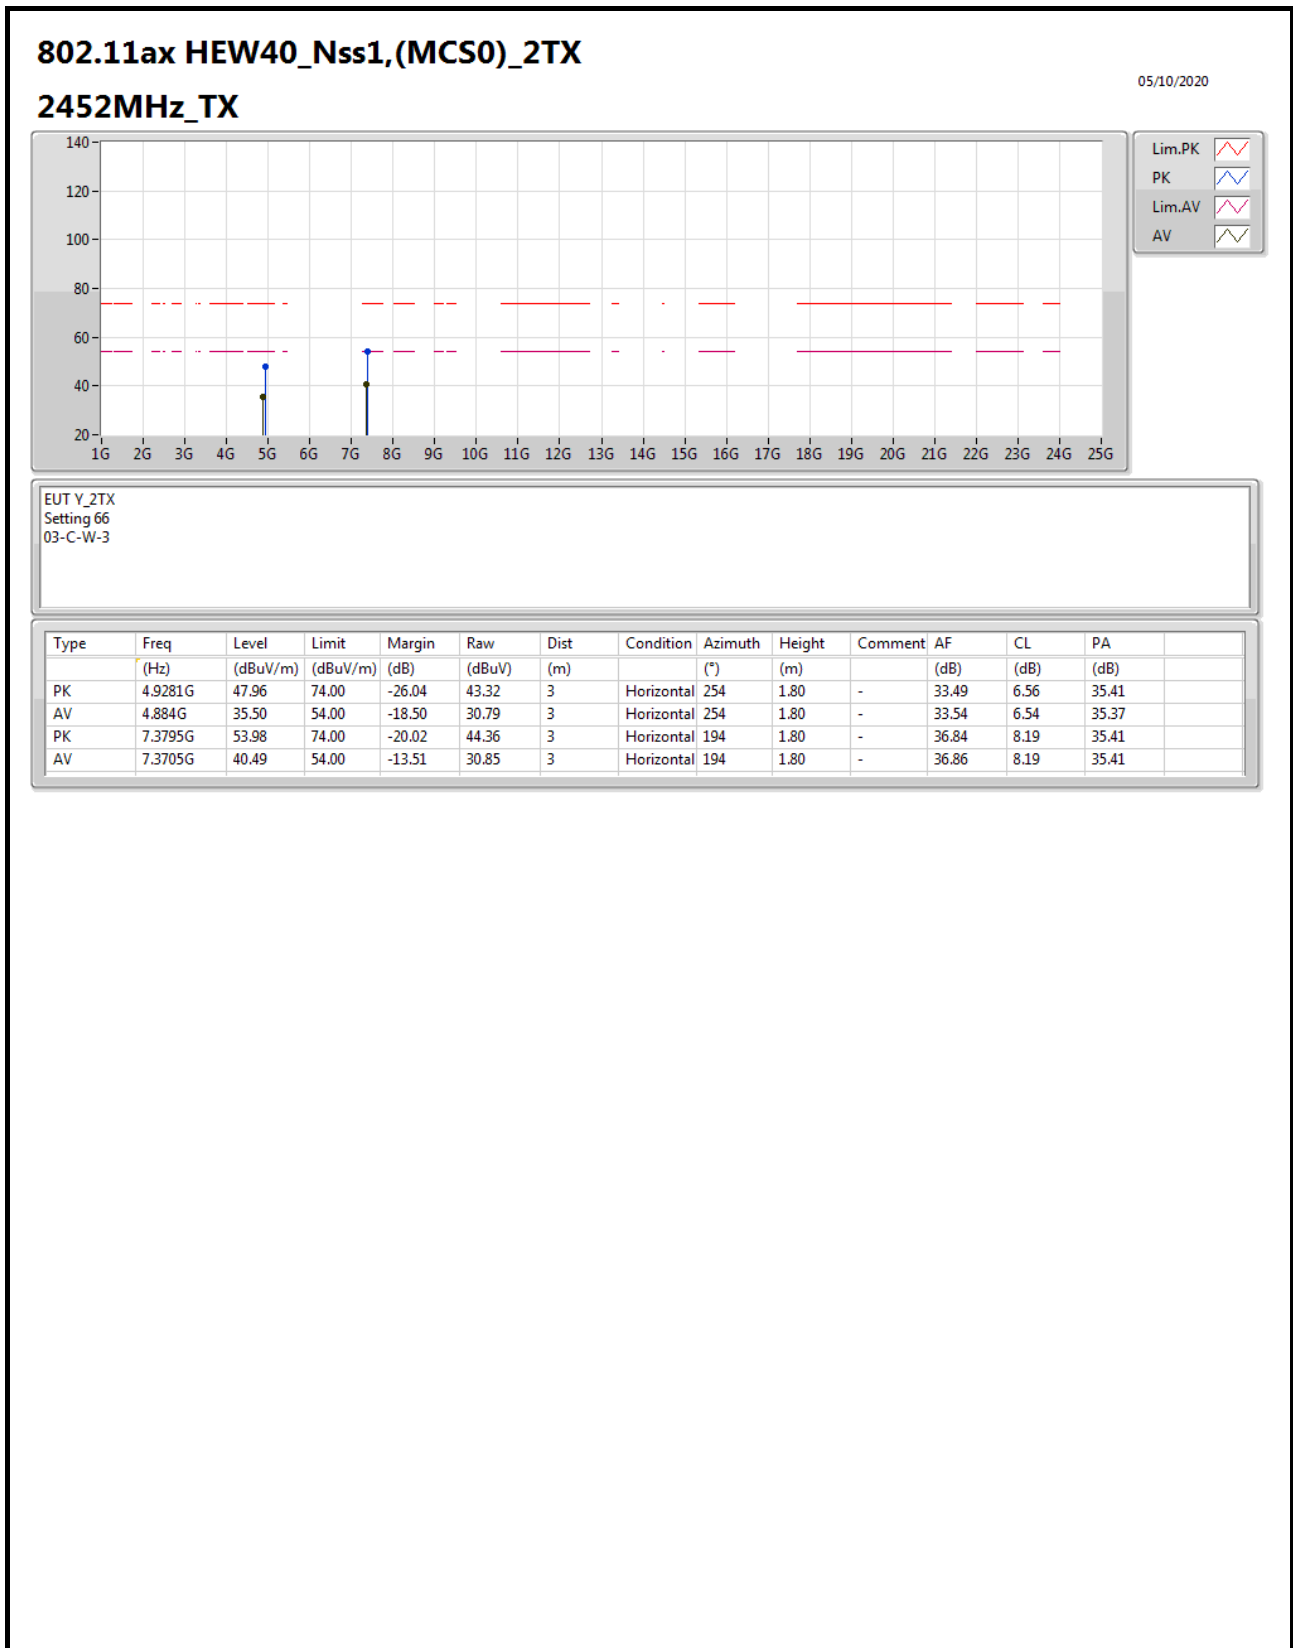 802.11ax HEW40_Nss1,(MCS0)_2TX
05/10/2020
2452MHz_TX
140
120
100
80
60
40
20
1G 2G 3G 4G 5G 6G 7G 8G 9G 10G 11G 12G 13G 14G 15G 16G 17G 18G 19G 20G 21G 22G 23G 24G 25G
Lim.PK
PK
Lim.AV
AV
EUT Y_2TX
Setting 66
03-C-W-3
Type Freq Level Limit Margin Raw Dist Condition Azimuth Height Comment AF CL PA
(Hz) (dBuV/m) (dBuV/m) (dB) (dBuV) (m) (°) (m) (dB) (dB) (dB)
PK 4.9281G 47.96 74.00 -26.04 43.32 3 Horizontal 254 1.80 - 33.49 6.56 35.41
AV 4.884G 35.50 54.00 -18.50 30.79 3 Horizontal 254 1.80 - 33.54 6.54 35.37
PK 7.3795G 53.98 74.00 -20.02 44.36 3 Horizontal 194 1.80 - 36.84 8.19 35.41
AV 7.3705G 40.49 54.00 -13.51 30.85 3 Horizontal 194 1.80 - 36.86 8.19 35.41